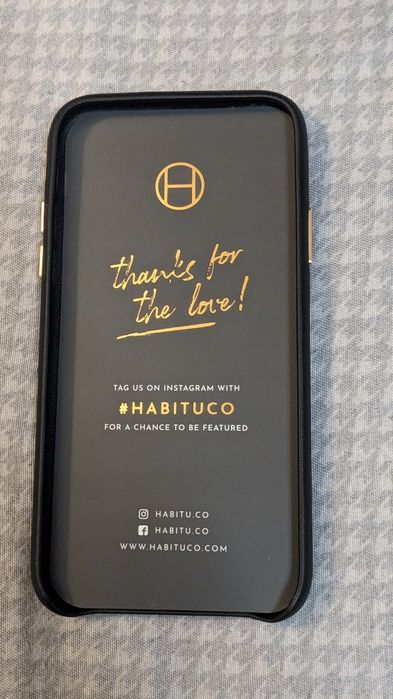 H
thanks for
the love!
TAG US ON INSTAGRAM WITH
#HABITUCO
FOR A CHANCE TO BE FEATURED
HABITU.CO
HABITU.CO
WWW.HABITUCO.COM